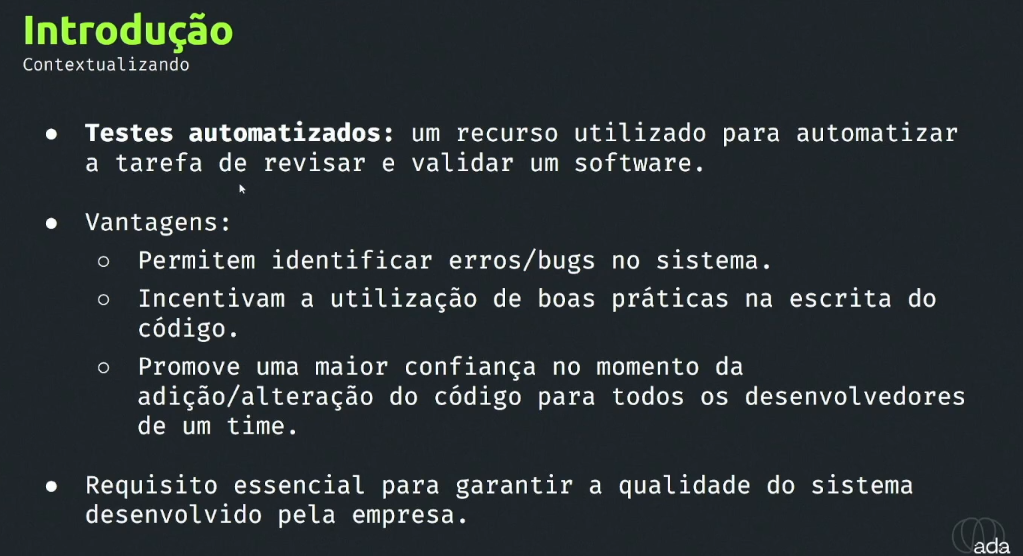 Introdução
Contextualizando
● Testes automatizados: um recurso utilizado para automatizar
a tarefa de revisar e validar um software.
● Vantagens:
○ Permitem identificar erros/bugs no sistema.
○ Incentivam a utilização de boas práticas na escrita do
código.
○ Promove uma maior confiança no momento da
adição/alteração do código para todos os desenvolvedores
de um time.
● Requisito essencial para garantir a qualidade do sistema
desenvolvido pela empresa.
ada